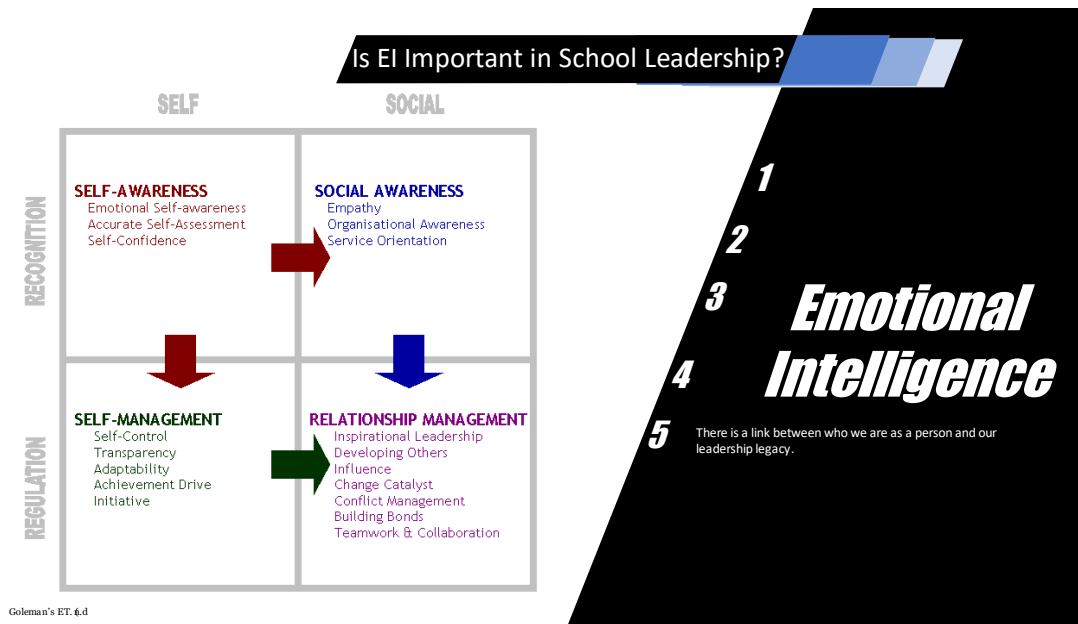 Is EI Important in School Leadership?
SELF
SOCIAL
RECOGNITION
SELF-AWARENESS
Emotional Self-awareness
Accurate Self-Assessment
Self-Confidence
SOCIAL AWARENESS
Empathy
Organisational Awareness
Service Orientation
REGULATION
SELF-MANAGEMENT
Self-Control
Transparency
Adaptability
Achievement Drive
Initiative
RELATIONSHIP MANAGEMENT
Inspirational Leadership
Developing Others
Influence
Change Catalyst
Conflict Management
Building Bonds
Teamwork & Collaboration
Goleman's ET.
1
2
3
4
5
Emotional
Intelligence
There is a link between who we are as a person and our
leadership legacy.